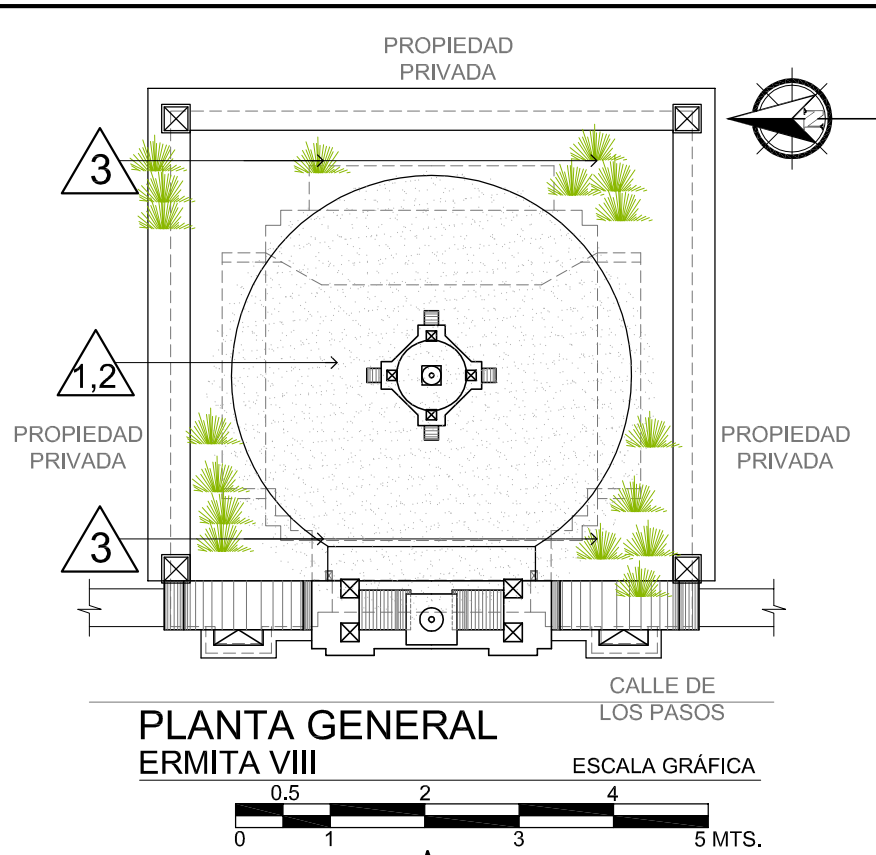 PROPIEDAD
PRIVADA
N
3
1,2
PROPIEDAD
PRIVADA
PROPIEDAD
PRIVADA
3
CALLE DE
LOS PASOS
PLANTA GENERAL
ERMITA VIII
ESCALA GRÁFICA
0.5 2 4
0 1 3 5 MTS.